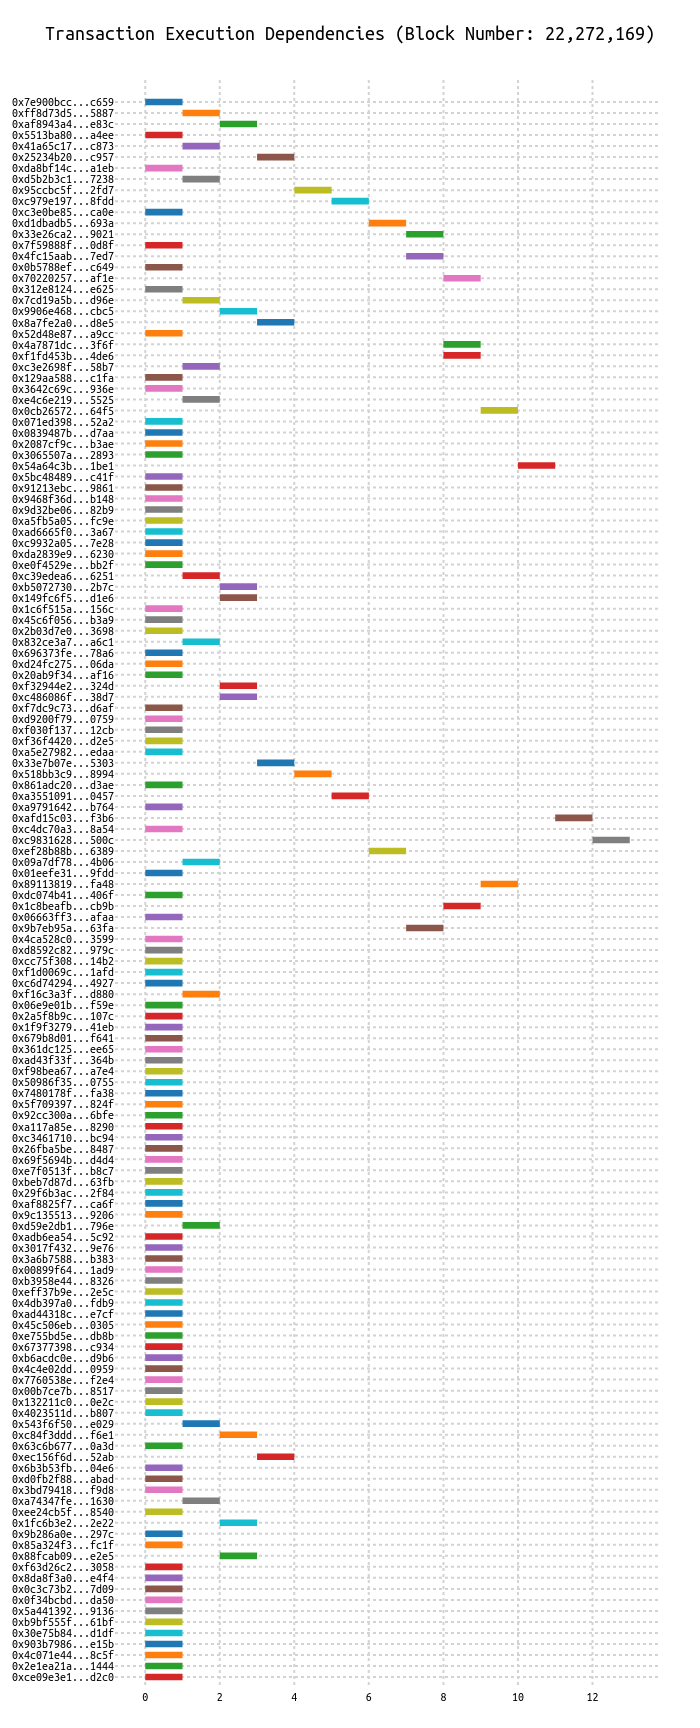 Transaction Execution Dependencies (Block Number: 22,272,169)
0x7e900bcc...c659
0xff8d73d5...5887
0xaf8943a4...e83c
0x5513ba80...a4ee
0x41a65c17...c873
0x25234b20...c957
0xda8bf14c...a1eb
0xd5b2b3c1...7238
0x95ccbc5f...2fd7
0xc979e197...8fdd
0xc3e0be85...ca0e
0xd1dbadb5...693a
0x33e26ca2...9021
0x7f59888f...0d8f
0x4fc15aab...7ed7
0x0b5788ef...c649
0x70220257...af1e
0x312e8124...e625
0x7cd19a5b...d96e
0x9906e468...cbc5
0x8a7fe2a0...d8e5
0x52d48e87...a9cc
0x4a7871dc...3f6f
0xf1fd453b...4de6
0xc3e2698f...58b7
0x129aa588...c1fa
0x3642c69c...936e
0xe4c6e219...5525
0x0cb26572...64f5
0x071ed398...52a2
0x0839487b...d7aa
0x2087cf9c...b3ae
0x3065507a...2893
0x54a64c3b...1be1
0x5bc48489...c41f
0x91213ebc...9861
0x9468f36d...b148
0x9d32be06...82b9
0xa5fb5a05...fc9e
0xad6665f0...3a67
0xc9932a05...7e28
0xda2839e9...6230
0xe0f4529e...bb2f
0xc39edea6...6251
0xb5072730...2b7c
0x149fc6f5...d1e6
0x1c6f515a...156c
0x45c6f056...b3a9
0x2b03d7e0...3698
0x832ce3a7...a6c1
0x696373fe...78a6
0xd24fc275...06da
0x20ab9f34...af16
0xf32944e2...324d
0xc486086f...38d7
0xf7dc9c73...d6af
0xd9200f79...0759
0xf030f137...12cb
0xf36f4420...d2e5
0xa5e27982...edaa
0x33e7b07e...5303
0x518bb3c9...8994
0x861adc20...d3ae
0xa3551091...0457
0xa9791642...b764
0xafd15c03...f3b6
0xc4dc70a3...8a54
0xc9831628...500c
0xef28b88b...6389
0x09a7df78...4b06
0x01eefe31...9fdd
0x89113819...fa48
0xdc074b41...406f
0x1c8beafb...cb9b
0x06663ff3...afaa
0x9b7eb95a...63fa
0x4ca528c0...3599
0xd8592c82...979c
0xcc75f308...14b2
0xf1d0069c...1afd
0xc6d74294...4927
0xf16c3a3f...d880
0x06e9e01b...f59e
0x2a5f8b9c...107c
0x1f9f3279...41eb
0x679b8d01...f641
0x361dc125...ee65
0xad43f33f...364b
0xf98bea67...a7e4
0x50986f35...0755
0x7480178f...fa38
0x5f709397...824f
0x92cc300a...6bfe
0xa117a85e...8290
0xc3461710...bc94
0x26fba5be...8487
0x69f5694b...d4d4
0xe7f0513f...b8c7
0xbeb7d87d...63fb
0x29f6b3ac...2f84
0xaf8825f7...ca6f
0x9c135513...9206
0xd59e2db1...796e
0xadb6ea54...5c92
0x3017f432...9e76
0x3a6b7588...b383
0x00899f64...1ad9
0xb3958e44...8326
0xeff37b9e...2e5c
0x4db397a0...fdb9
0xad44318c...e7cf
0x45c506eb...0305
0xe755bd5e...db8b
0x67377398...c934
0xb6acdc0e...d9b6
0x4c4e02dd...0959
0x7760538e...f2e4
0x00b7ce7b...8517
0x132211c0...0e2c
0x4023511d...b807
0x543f6f50...e029
0xc84f3ddd...f6e1
0x63c6b677...0a3d
0xec156f6d...52ab
0x6b3b53fb...04e6
0xd0fb2f88...abad
0x3bd79418...f9d8
0xa74347fe...1630
0xee24cb5f...8540
0x1fc6b3e2...2e22
0x9b286a0e...297c
0x85a324f3...fc1f
0x88fcab09...e2e5
0xf63d26c2...3058
0x8da8f3a0...e4f4
0x0c3c73b2...7d09
0x0f34bcbd...da50
0x5a441392...9136
0xb9bf555f...61bf
0x30e75b84...d1df
0x903b7986...e15b
0x4c071e44...8c5f
0x2e1ea21a...1444
0xce09e3e1...d2c0
0 2 4 6 8 10 12